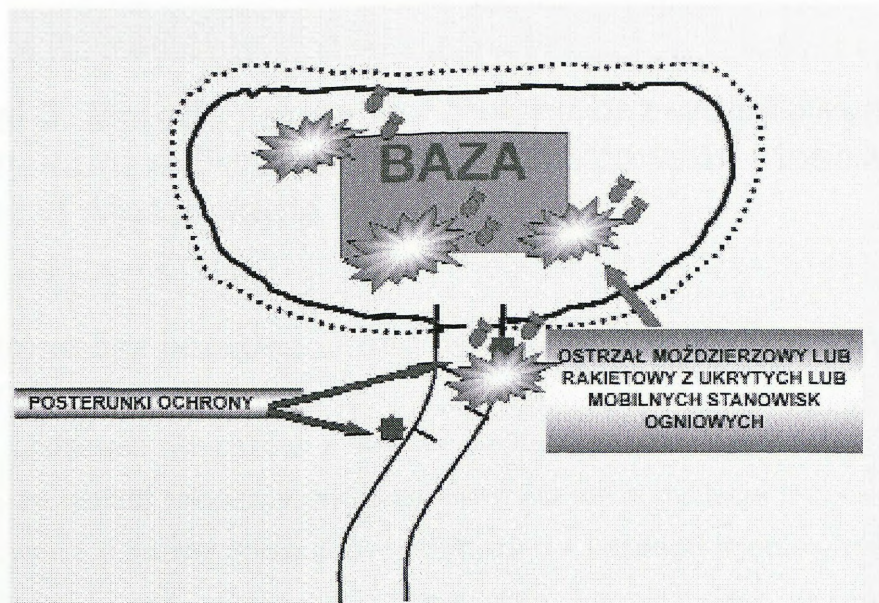 BAZA
OSTRZAŁ MOŹDZIERZOWY LUB
RAKIETOWY Z UKRYTYCH LUB
MOBILNYCH STANOWISK
OGNIOWYCH
POSTERUNKI OCHRONY